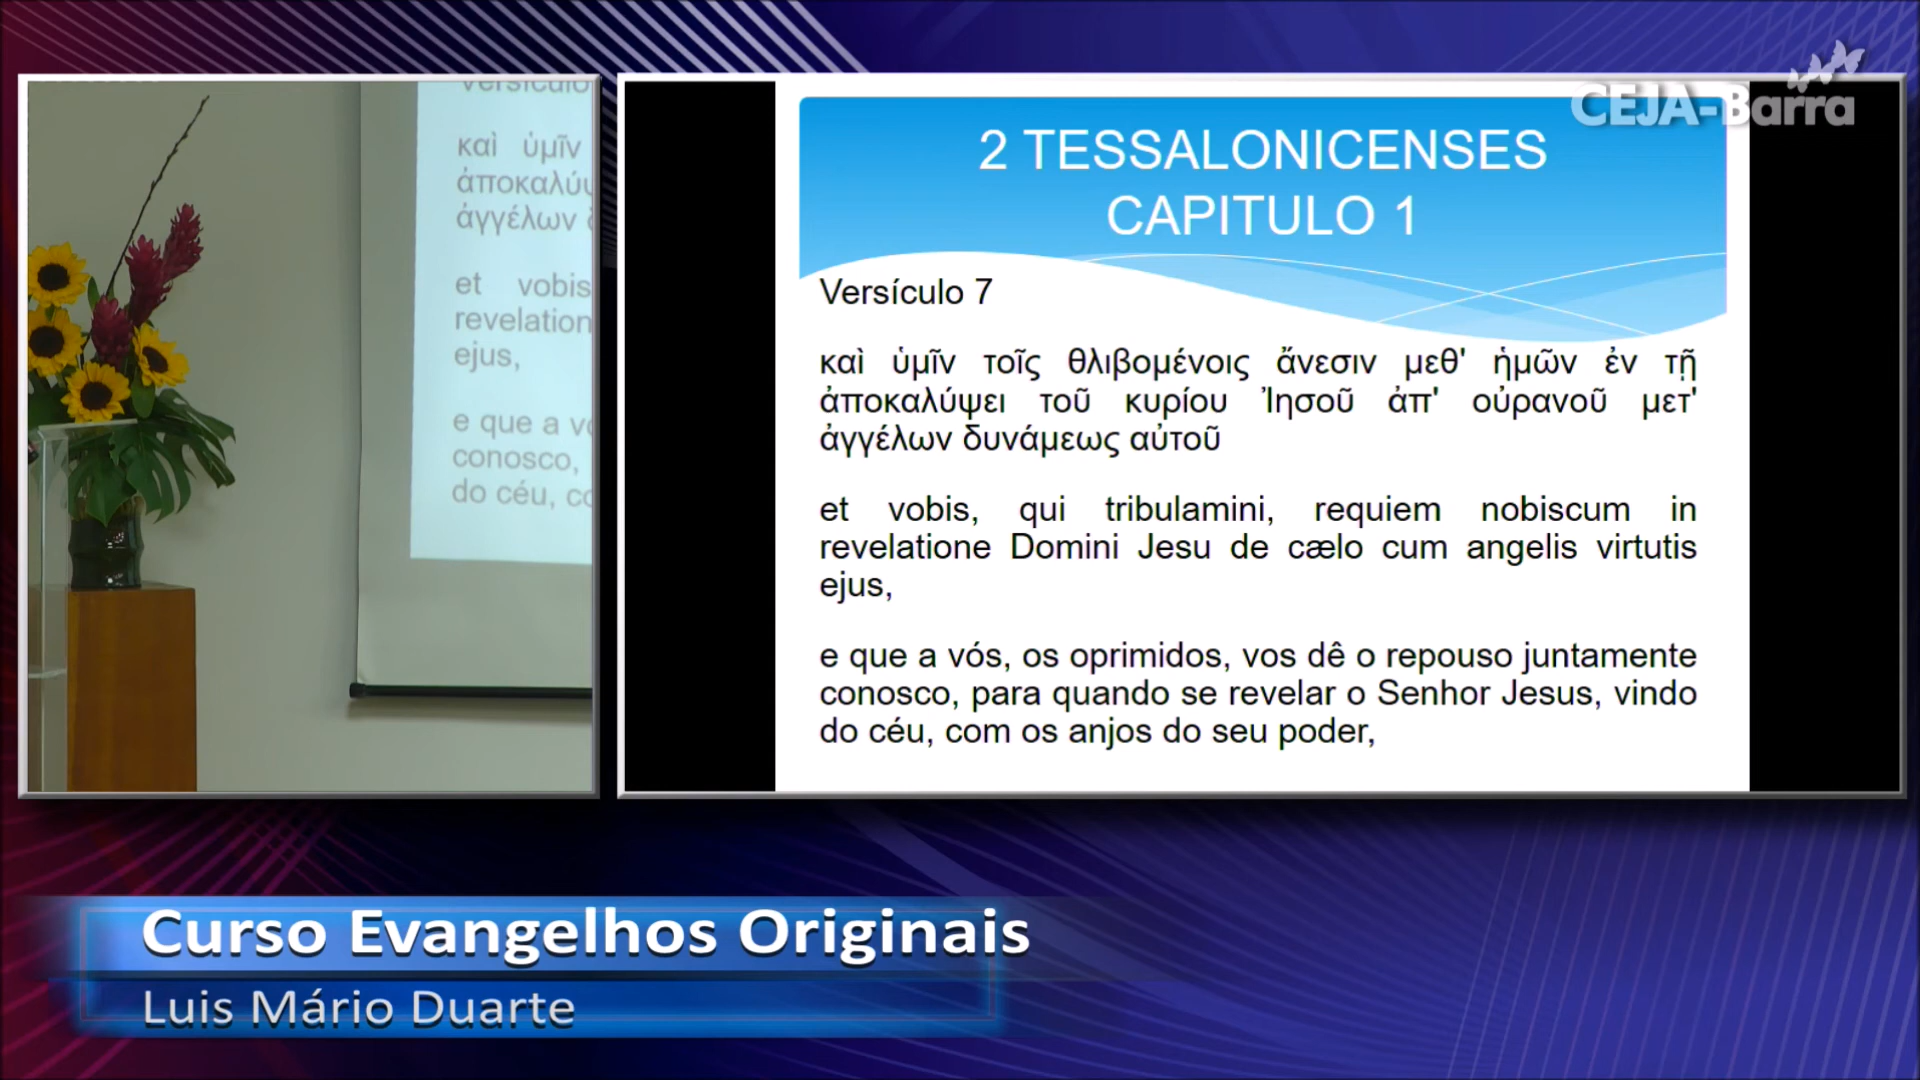 Versículo
καὶ ὑμῖν
ἀγγέλων
et vobis
revelation
ejus,
e que a
conosco,
do céu,
CEJA-Barra
2 TESSALONICENSES
CAPITULO 1
Versículo 7
καὶ ὑμῖν τοῖς θλιβομένοις ἄνεσιν μεθ' ἡμῶν ἐν τῇ
ἀποκαλύψει τοῦ κυρίου Ἰησοῦ ἀπ' οὐρανοῦ μετ'
ἀγγέλων δυνάμεως αὐτοῦ
et vobis, qui tribulamini, requiem nobiscum in
revelatione Domini Jesu de cælo cum angelis virtutis
ejus,
e que a vós, os oprimidos, vos dê o repouso juntamente
conosco, para quando se revelar o Senhor Jesus, vindo
do céu, com os anjos do seu poder,
Curso Evangelhos Originais
Luis Mário Duarte